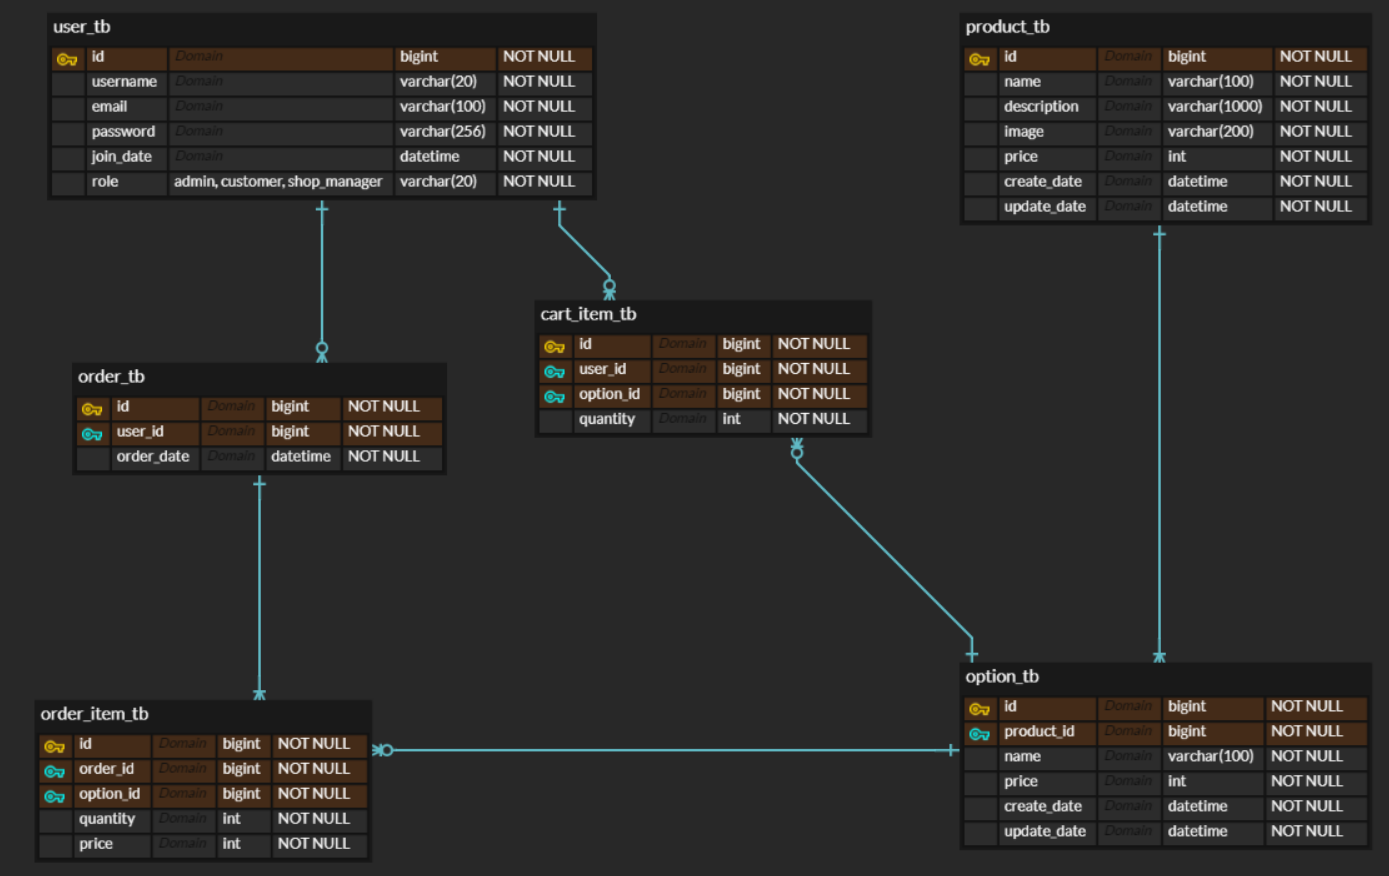 user_tb
id Domain bigint NOT NULL
username Domain varchar(20) NOT NULL
email Domain varchar(100) NOT NULL
password Domain varchar(256) NOT NULL
join_date Domain datetime NOT NULL
role admin, customer, shop_manager varchar(20) NOT NULL
product_tb
id Domain bigint NOT NULL
name Domain varchar(100) NOT NULL
description Domain varchar(1000) NOT NULL
image Domain varchar(200) NOT NULL
price Domain int NOT NULL
create_date Domain datetime NOT NULL
update_date Domain datetime NOT NULL
cart_item_tb
id Domain bigint NOT NULL
user_id Domain bigint NOT NULL
option_id Domain bigint NOT NULL
quantity Domain int NOT NULL
order_tb
id Domain bigint NOT NULL
user_id Domain bigint NOT NULL
order_date Domain datetime NOT NULL
option_tb
id Domain bigint NOT NULL
product_id Domain bigint NOT NULL
name Domain varchar(100) NOT NULL
price Domain int NOT NULL
create_date Domain datetime NOT NULL
update_date Domain datetime NOT NULL
order_item_tb
id Domain bigint NOT NULL
order_id Domain bigint NOT NULL
option_id Domain bigint NOT NULL
quantity Domain int NOT NULL
price Domain int NOT NULL